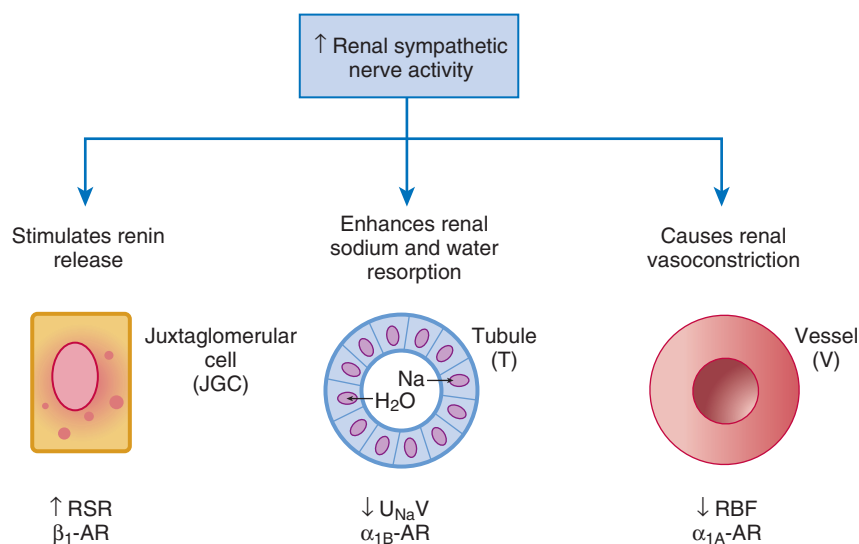 ↑ Renal sympathetic
nerve activity
Stimulates renin
release
Enhances renal
sodium and water
resorption
Causes renal
vasoconstriction
Juxtaglomerular
cell
(JGC)
Tubule
(T)
Na
H₂O
Vessel
(V)
↑ RSR
β₁-AR
↓ U_NaV
α₁B-AR
↓ RBF
α₁A-AR